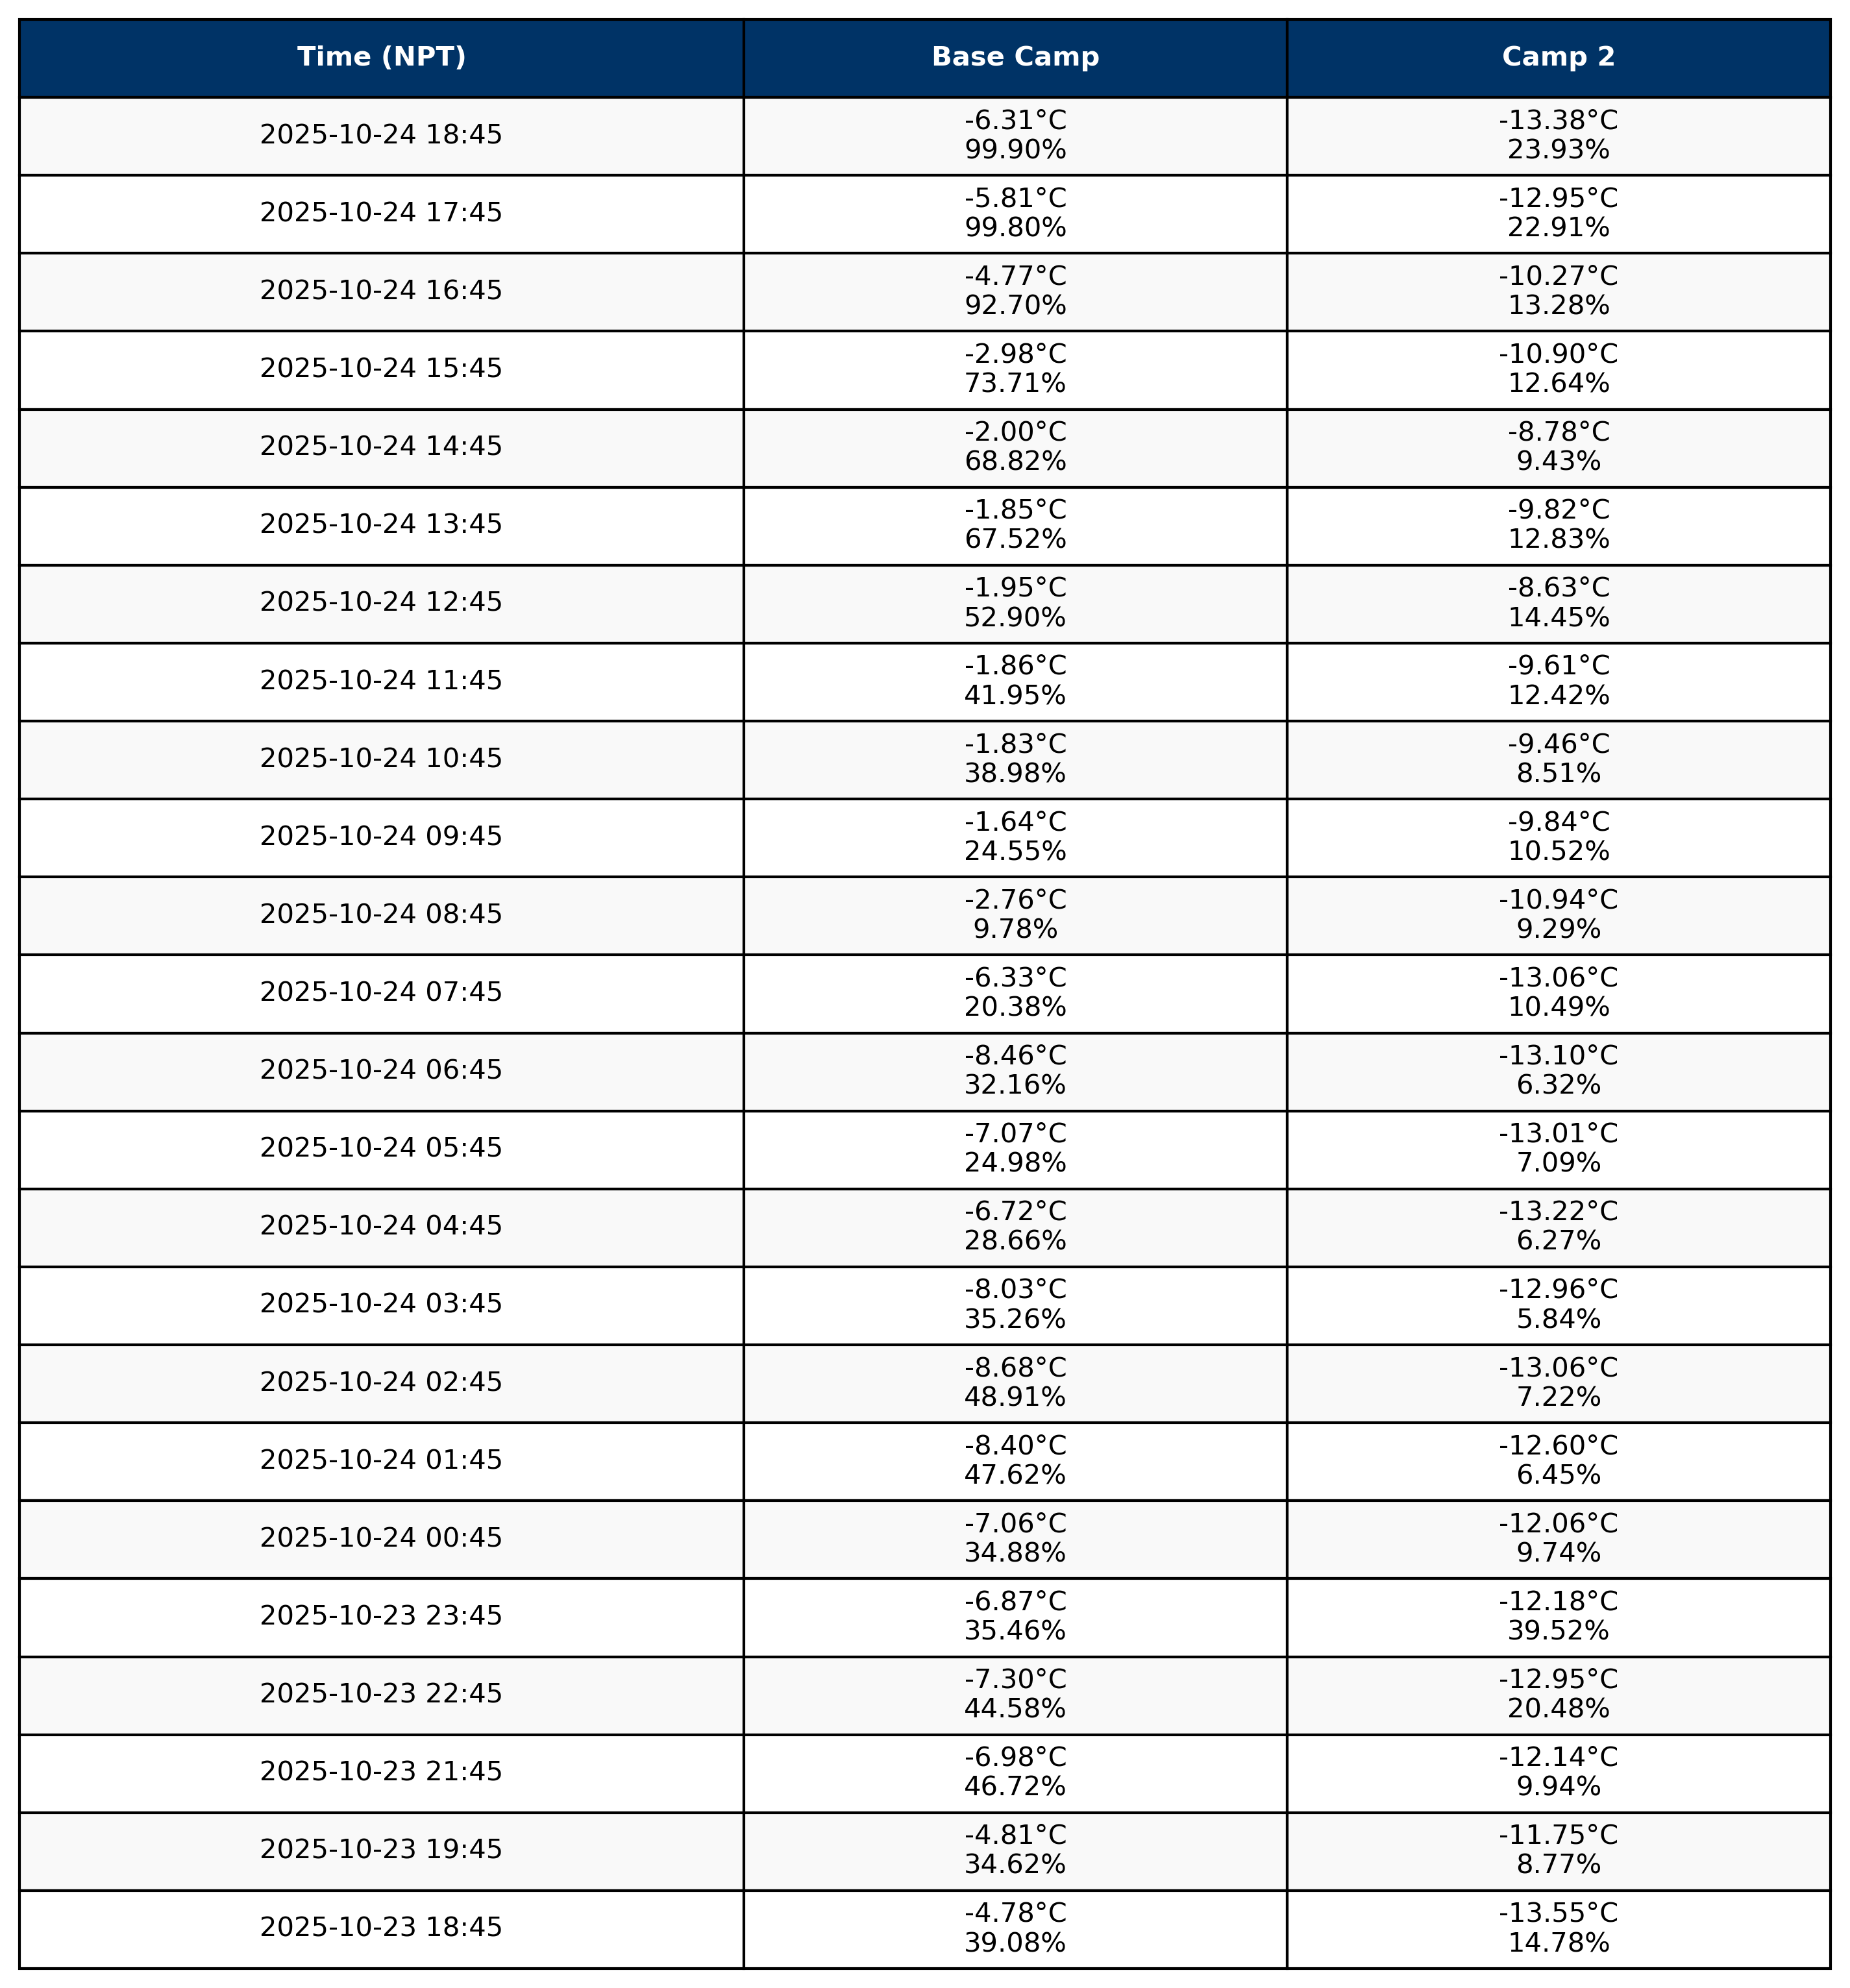 Time (NPT) Base Camp Camp 2
2025-10-24 18:45 -6.31°C 99.90% -13.38°C 23.93%
2025-10-24 17:45 -5.81°C 99.80% -12.95°C 22.91%
2025-10-24 16:45 -4.77°C 92.70% -10.27°C 13.28%
2025-10-24 15:45 -2.98°C 73.71% -10.90°C 12.64%
2025-10-24 14:45 -2.00°C 68.82% -8.78°C 9.43%
2025-10-24 13:45 -1.85°C 67.52% -9.82°C 12.83%
2025-10-24 12:45 -1.95°C 52.90% -8.63°C 14.45%
2025-10-24 11:45 -1.86°C 41.95% -9.61°C 12.42%
2025-10-24 10:45 -1.83°C 38.98% -9.46°C 8.51%
2025-10-24 09:45 -1.64°C 24.55% -9.84°C 10.52%
2025-10-24 08:45 -2.76°C 9.78% -10.94°C 9.29%
2025-10-24 07:45 -6.33°C 20.38% -13.06°C 10.49%
2025-10-24 06:45 -8.46°C 32.16% -13.10°C 6.32%
2025-10-24 05:45 -7.07°C 24.98% -13.01°C 7.09%
2025-10-24 04:45 -6.72°C 28.66% -13.22°C 6.27%
2025-10-24 03:45 -8.03°C 35.26% -12.96°C 5.84%
2025-10-24 02:45 -8.68°C 48.91% -13.06°C 7.22%
2025-10-24 01:45 -8.40°C 47.62% -12.60°C 6.45%
2025-10-24 00:45 -7.06°C 34.88% -12.06°C 9.74%
2025-10-23 23:45 -6.87°C 35.46% -12.18°C 39.52%
2025-10-23 22:45 -7.30°C 44.58% -12.95°C 20.48%
2025-10-23 21:45 -6.98°C 46.72% -12.14°C 9.94%
2025-10-23 19:45 -4.81°C 34.62% -11.75°C 8.77%
2025-10-23 18:45 -4.78°C 39.08% -13.55°C 14.78%